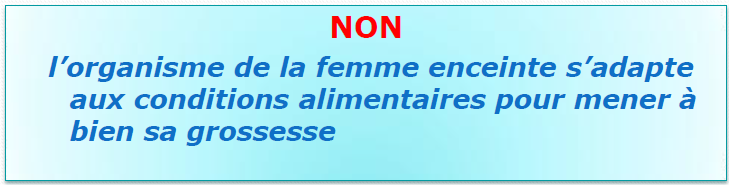 NON
l’organisme de la femme enceinte s’adapte
aux conditions alimentaires pour mener à
bien sa grossesse